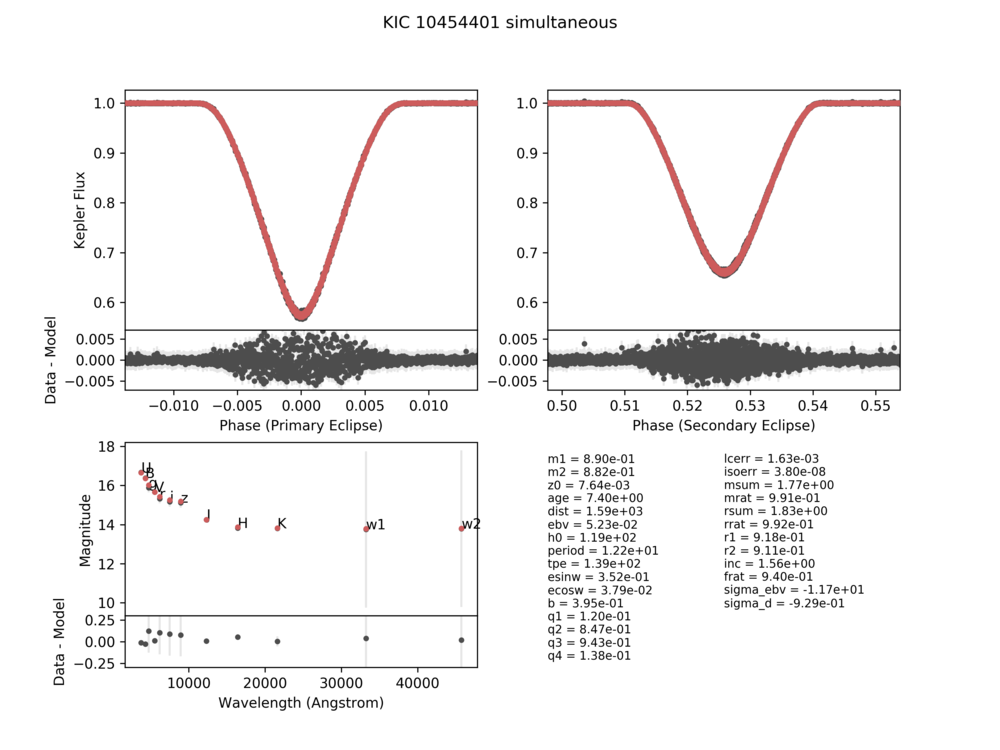 KIC 10454401 simultaneous
1.0
0.9
0.8
0.7
0.6
Kepler Flux
0.005
0.000
−0.005
Data - Model
−0.010 −0.005 0.000 0.005 0.010
Phase (Primary Eclipse)
1.0
0.9
0.8
0.7
0.6
0.005
0.000
−0.005
0.50 0.51 0.52 0.53 0.54 0.55
Phase (Secondary Eclipse)
18
16
14
12
10
Magnitude
U
B
g
V
r i z
J
H K w1 w2
0.25
0.00
−0.25
Data - Model
10000 20000 30000 40000
Wavelength (Angstrom)
m1 = 8.90e-01
m2 = 8.82e-01
z0 = 7.64e-03
age = 7.40e+00
dist = 1.59e+03
ebv = 5.23e-02
h0 = 1.19e+02
period = 1.22e+01
tpe = 1.39e+02
esinw = 3.52e-01
ecosw = 3.79e-02
b = 3.95e-01
q1 = 1.20e-01
q2 = 8.47e-01
q3 = 9.43e-01
q4 = 1.38e-01
lcerr = 1.63e-03
isoerr = 3.80e-08
msum = 1.77e+00
mrat = 9.91e-01
rsum = 1.83e+00
rrat = 9.92e-01
r1 = 9.18e-01
r2 = 9.11e-01
inc = 1.56e+00
frat = 9.40e-01
sigma_ebv = -1.17e+01
sigma_d = -9.29e-01